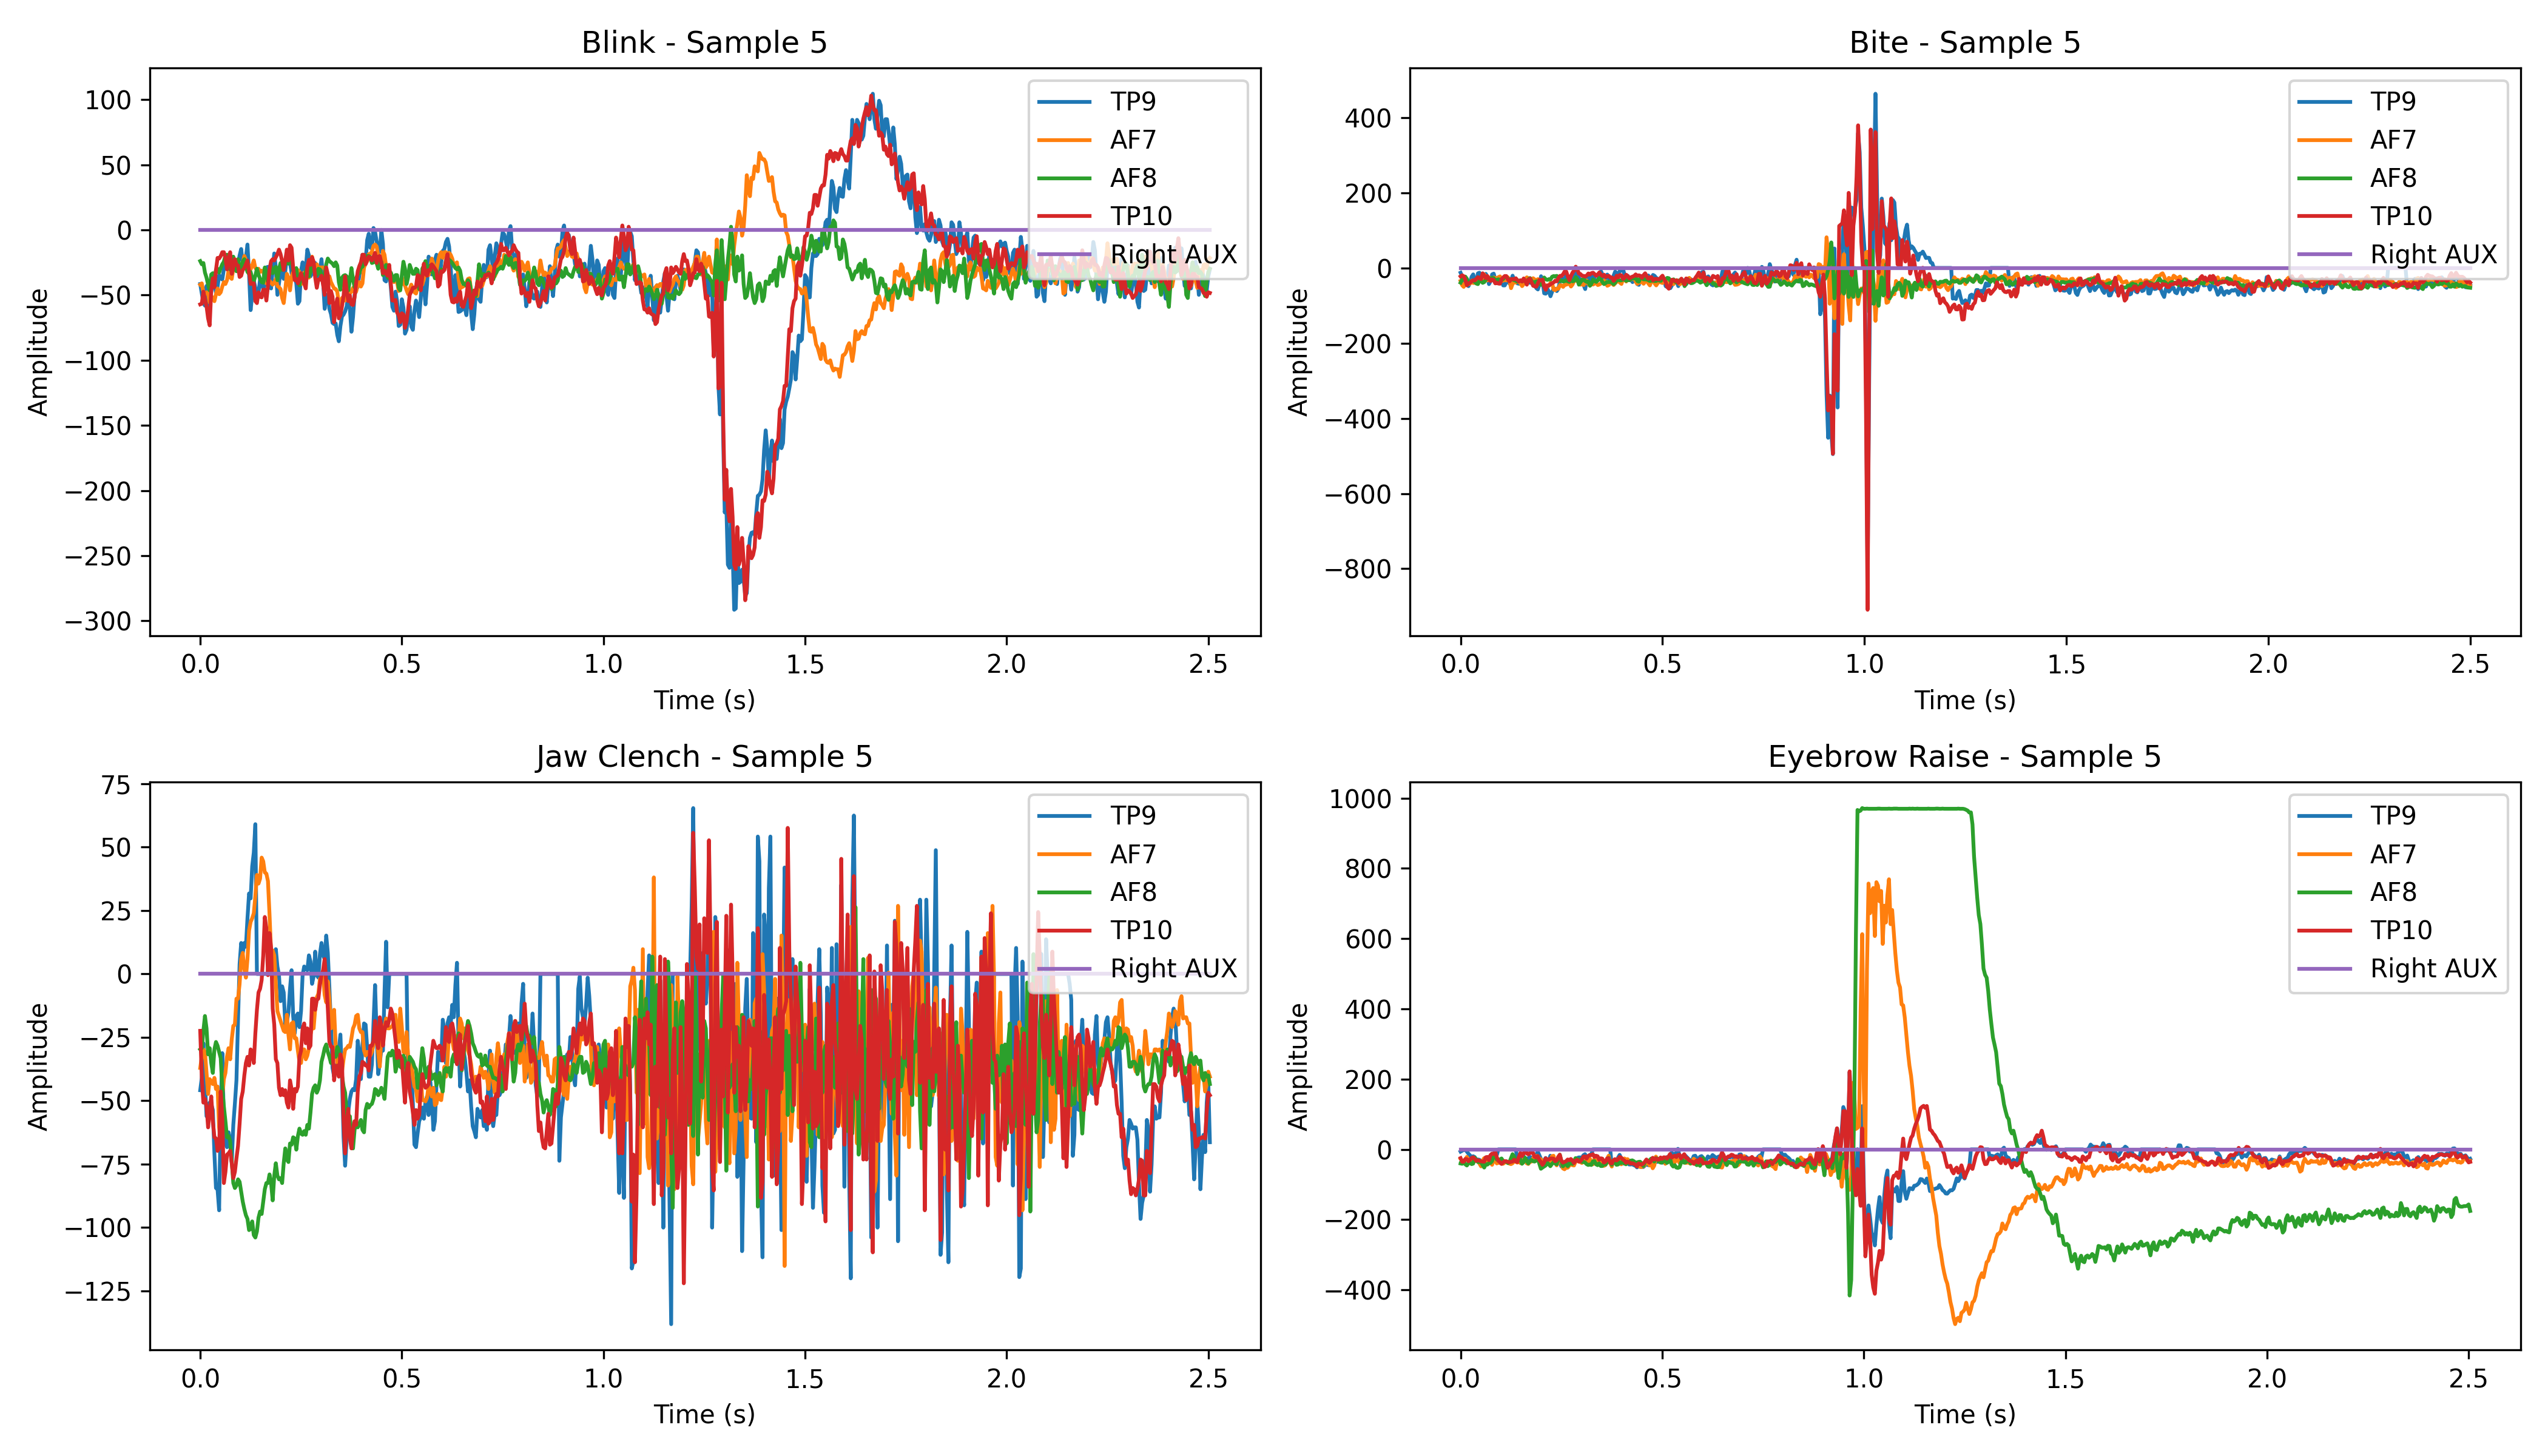 Blink - Sample 5
Amplitude
100
50
0
−50
−100
−150
−200
−250
−300
TP9
AF7
AF8
TP10
Right AUX
0.0 0.5 1.0 1.5 2.0 2.5
Time (s)
Bite - Sample 5
Amplitude
400
200
0
−200
−400
−600
−800
TP9
AF7
AF8
TP10
Right AUX
0.0 0.5 1.0 1.5 2.0 2.5
Time (s)
Jaw Clench - Sample 5
Amplitude
75
50
25
0
−25
−50
−75
−100
−125
TP9
AF7
AF8
TP10
Right AUX
0.0 0.5 1.0 1.5 2.0 2.5
Time (s)
Eyebrow Raise - Sample 5
Amplitude
1000
800
600
400
200
0
−200
−400
TP9
AF7
AF8
TP10
Right AUX
0.0 0.5 1.0 1.5 2.0 2.5
Time (s)